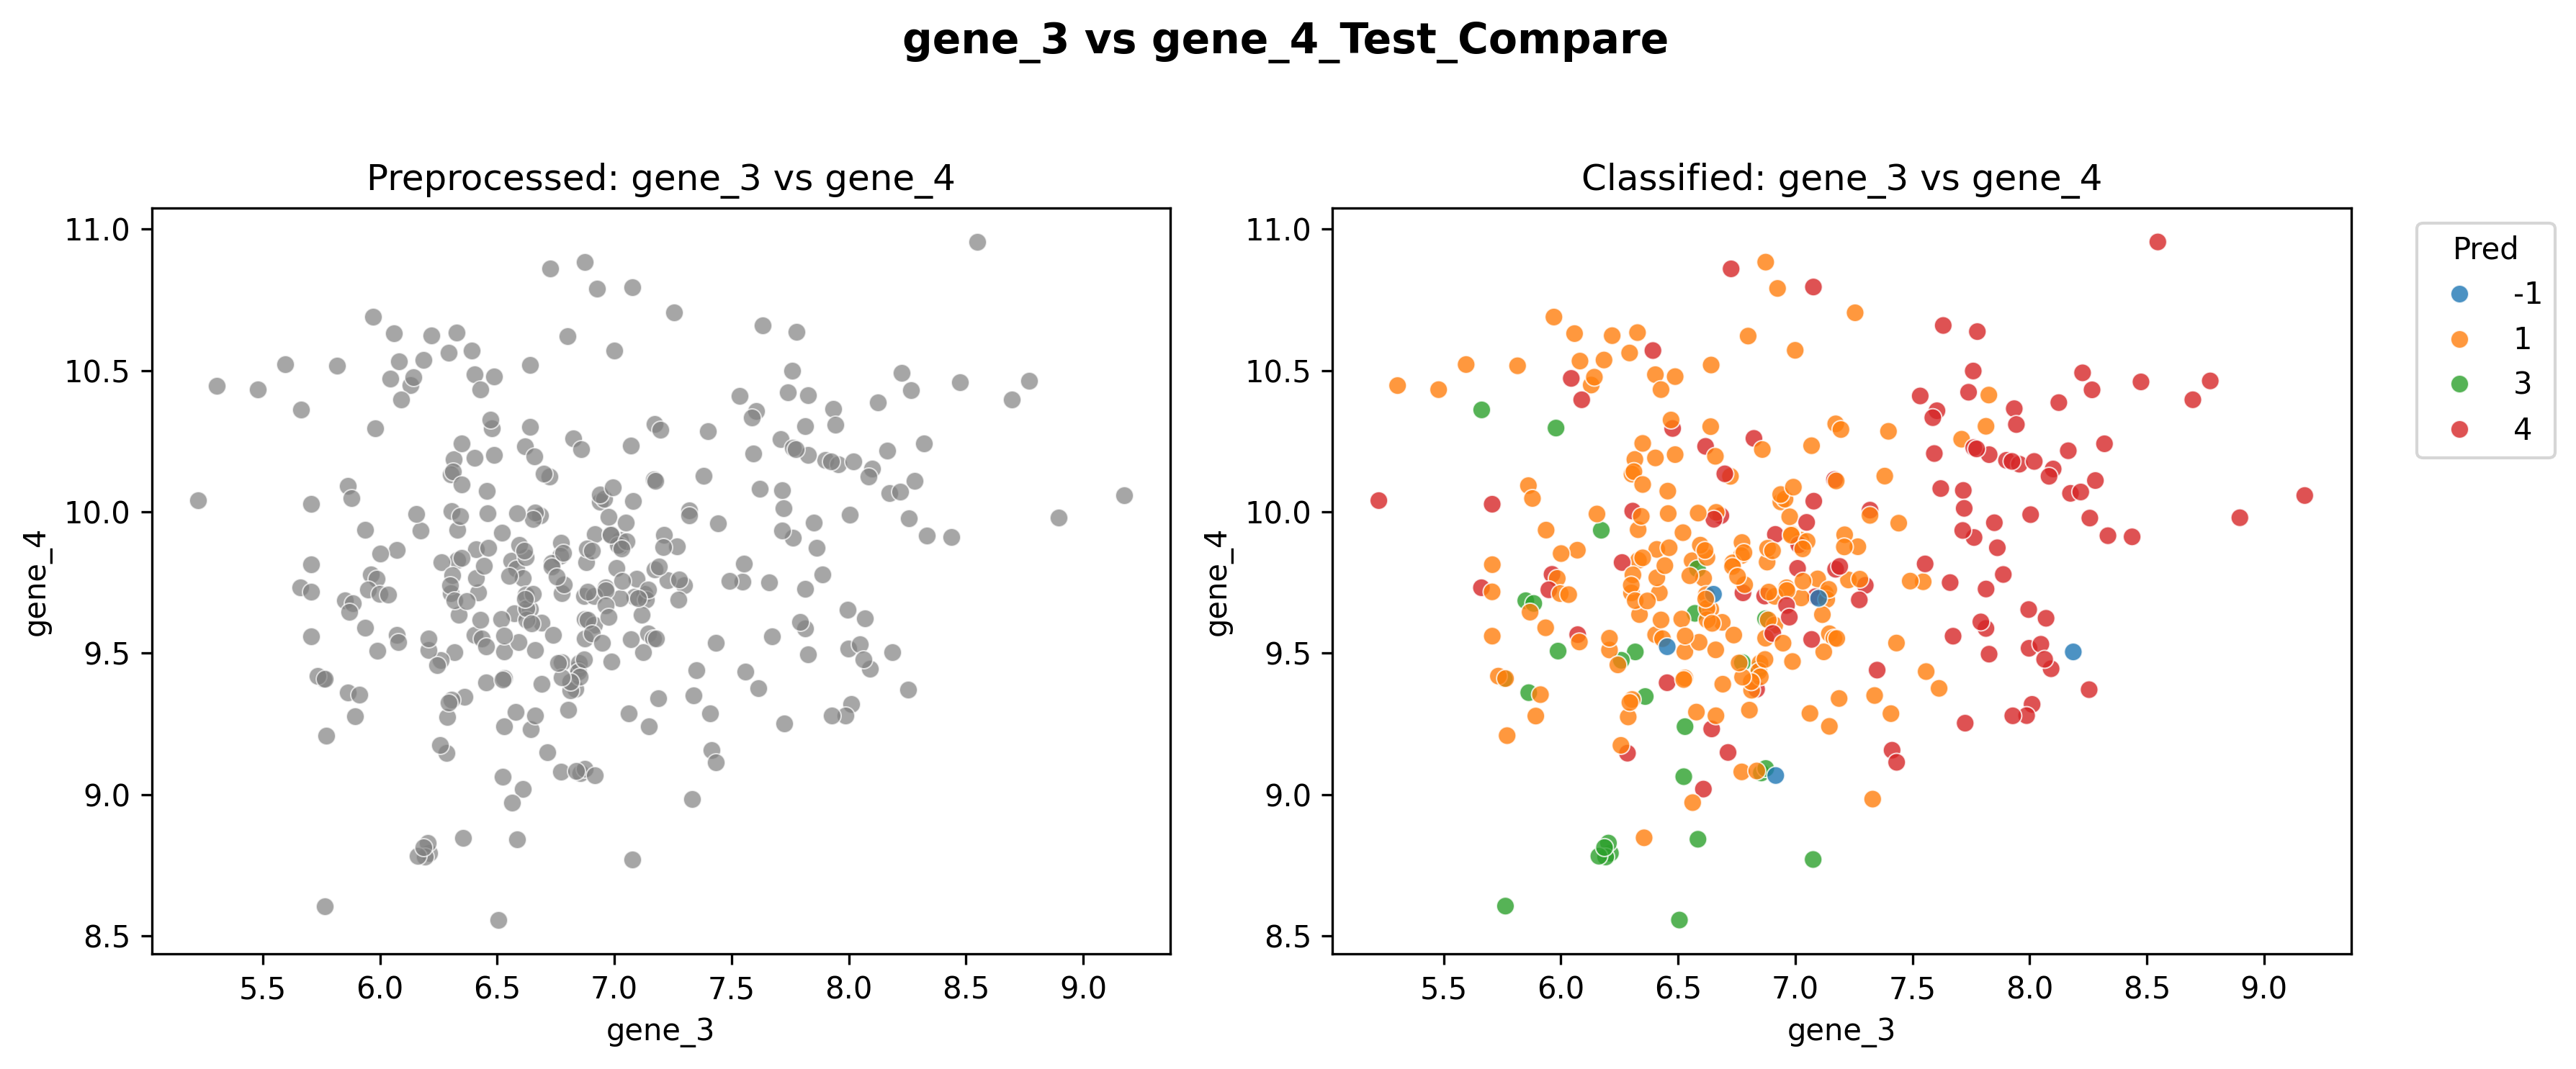 gene_3 vs gene_4_Test_Compare
Preprocessed: gene_3 vs gene_4
11.0
10.5
10.0
9.5
9.0
8.5
gene_4
5.5 6.0 6.5 7.0 7.5 8.0 8.5 9.0
gene_3
Classified: gene_3 vs gene_4
11.0
10.5
10.0
9.5
9.0
8.5
gene_4
5.5 6.0 6.5 7.0 7.5 8.0 8.5 9.0
gene_3
Pred
-1
1
3
4